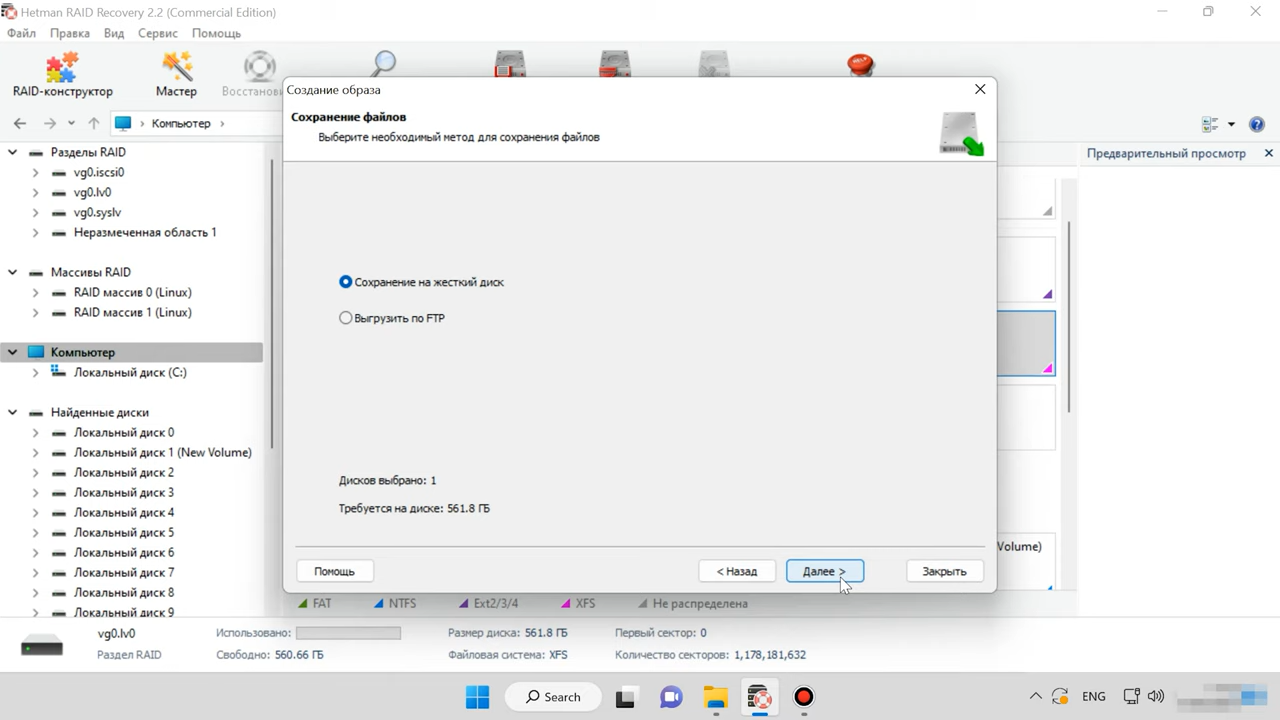 Hetman RAID Recovery 2.2 (Commercial Edition)
Файл Правка Вид Сервис Помощь
RAID-конструктор Мастер
Компьютер
Разделы RAID
vg0.iscsi0
vg0.lv0
vg0.syslv
Неразмеченная область 1
Массивы RAID
RAID массив 0 (Linux)
RAID массив 1 (Linux)
Компьютер
Локальный диск (C:)
Найденные диски
Локальный диск 0
Локальный диск 1 (New Volume)
Локальный диск 2
Локальный диск 3
Локальный диск 4
Локальный диск 5
Локальный диск 6
Локальный диск 7
Локальный диск 8
Локальный диск 9
Создание образа
Сохранение файлов
Выберите необходимый метод для сохранения файлов
Сохранение на жесткий диск
Выгрузить по FTP
Дисков выбрано: 1
Требуется на диске: 561.8 ГБ
Помощь < Назад Далее > Закрыть
HELP
Предварительный просмотр
Volume)
FAT NTFS Ext2/3/4 XFS Не распределена
vg0.lv0 Использовано: Размер диска: 561.8 ГБ Первый сектор: 0
Раздел RAID Свободно: 560.66 ГБ Файловая система: XFS Количество секторов: 1,178,181,632
Search ENG